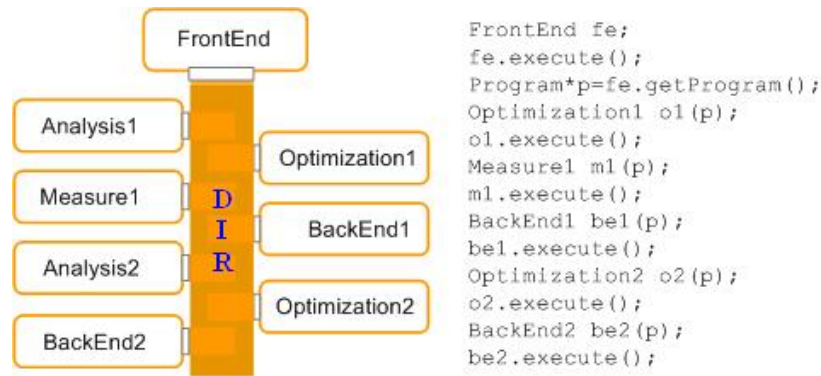 FrontEnd
Analysis1
Optimization1
Measure1
BackEnd1
Analysis2
Optimization2
BackEnd2
D
I
R
FrontEnd fe;
fe.execute();
Program*p=fe.getProgram();
Optimization1 o1(p);
o1.execute();
Measure1 m1(p);
m1.execute();
BackEnd1 be1(p);
be1.execute();
Optimization2 o2(p);
o2.execute();
BackEnd2 be2(p);
be2.execute();